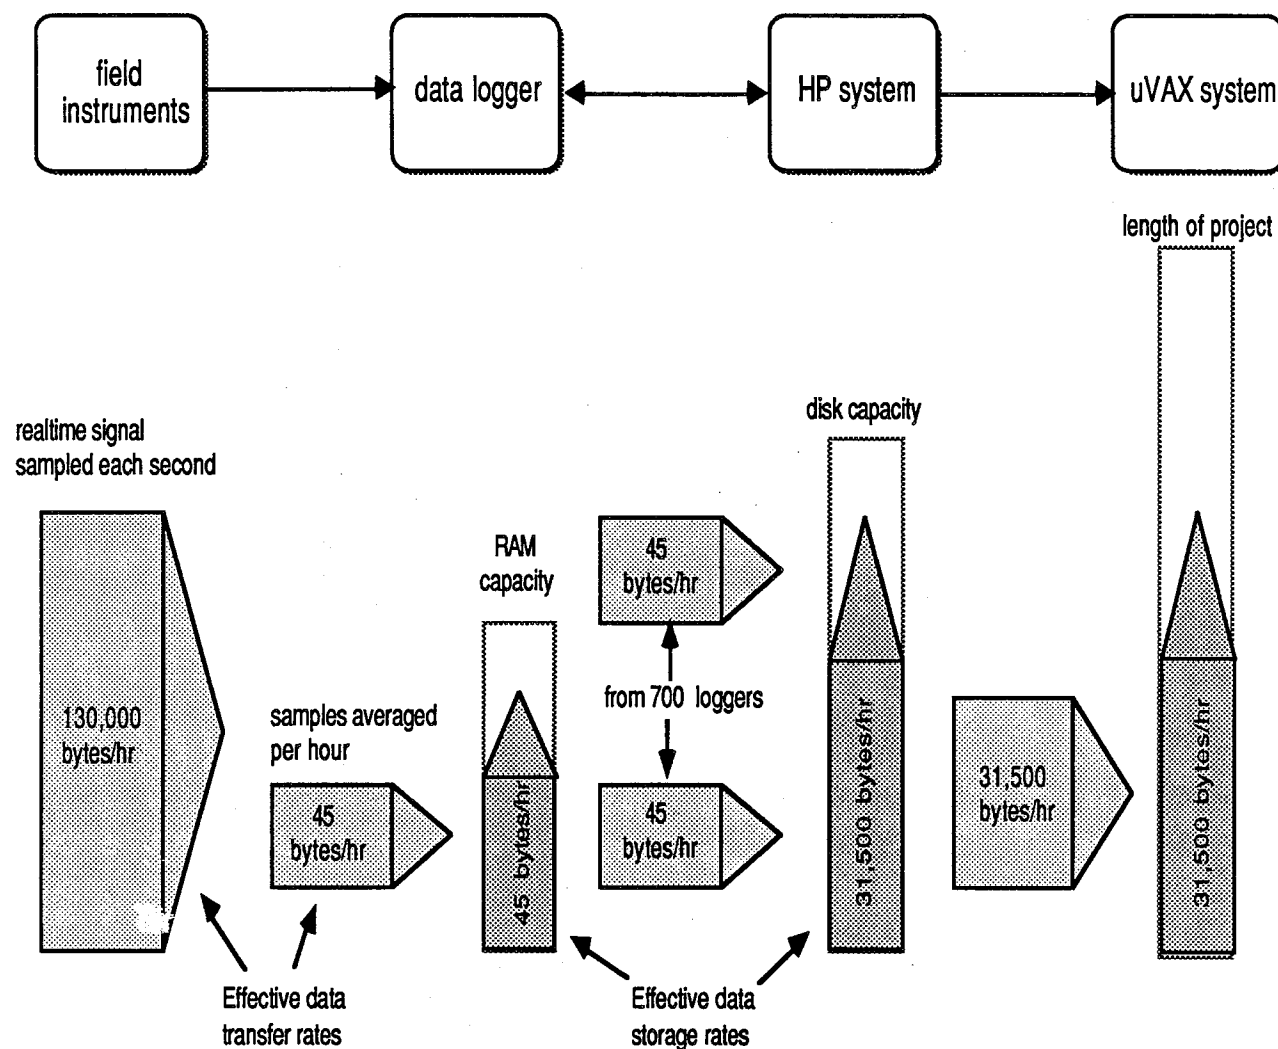 field
instruments
data logger
HP system
uVAX system
length of project
disk capacity
realtime signal
sampled each second
RAM
capacity
45
bytes/hr
from 700 loggers
130,000
bytes/hr
samples averaged
per hour
45
bytes/hr
45 bytes/hr
45
bytes/hr
31,500 bytes/hr
31,500
bytes/hr
31,500 bytes/hr
Effective data
transfer rates
Effective data
storage rates